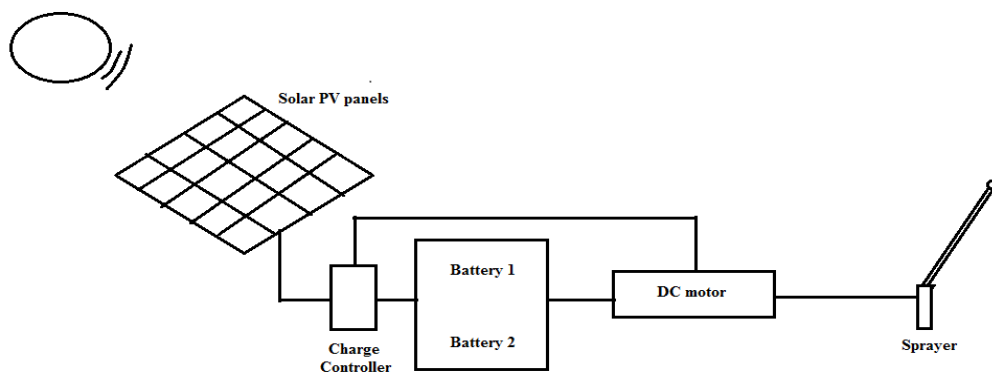 Solar PV panels
Battery 1
DC motor
Battery 2
Charge
Controller
Sprayer